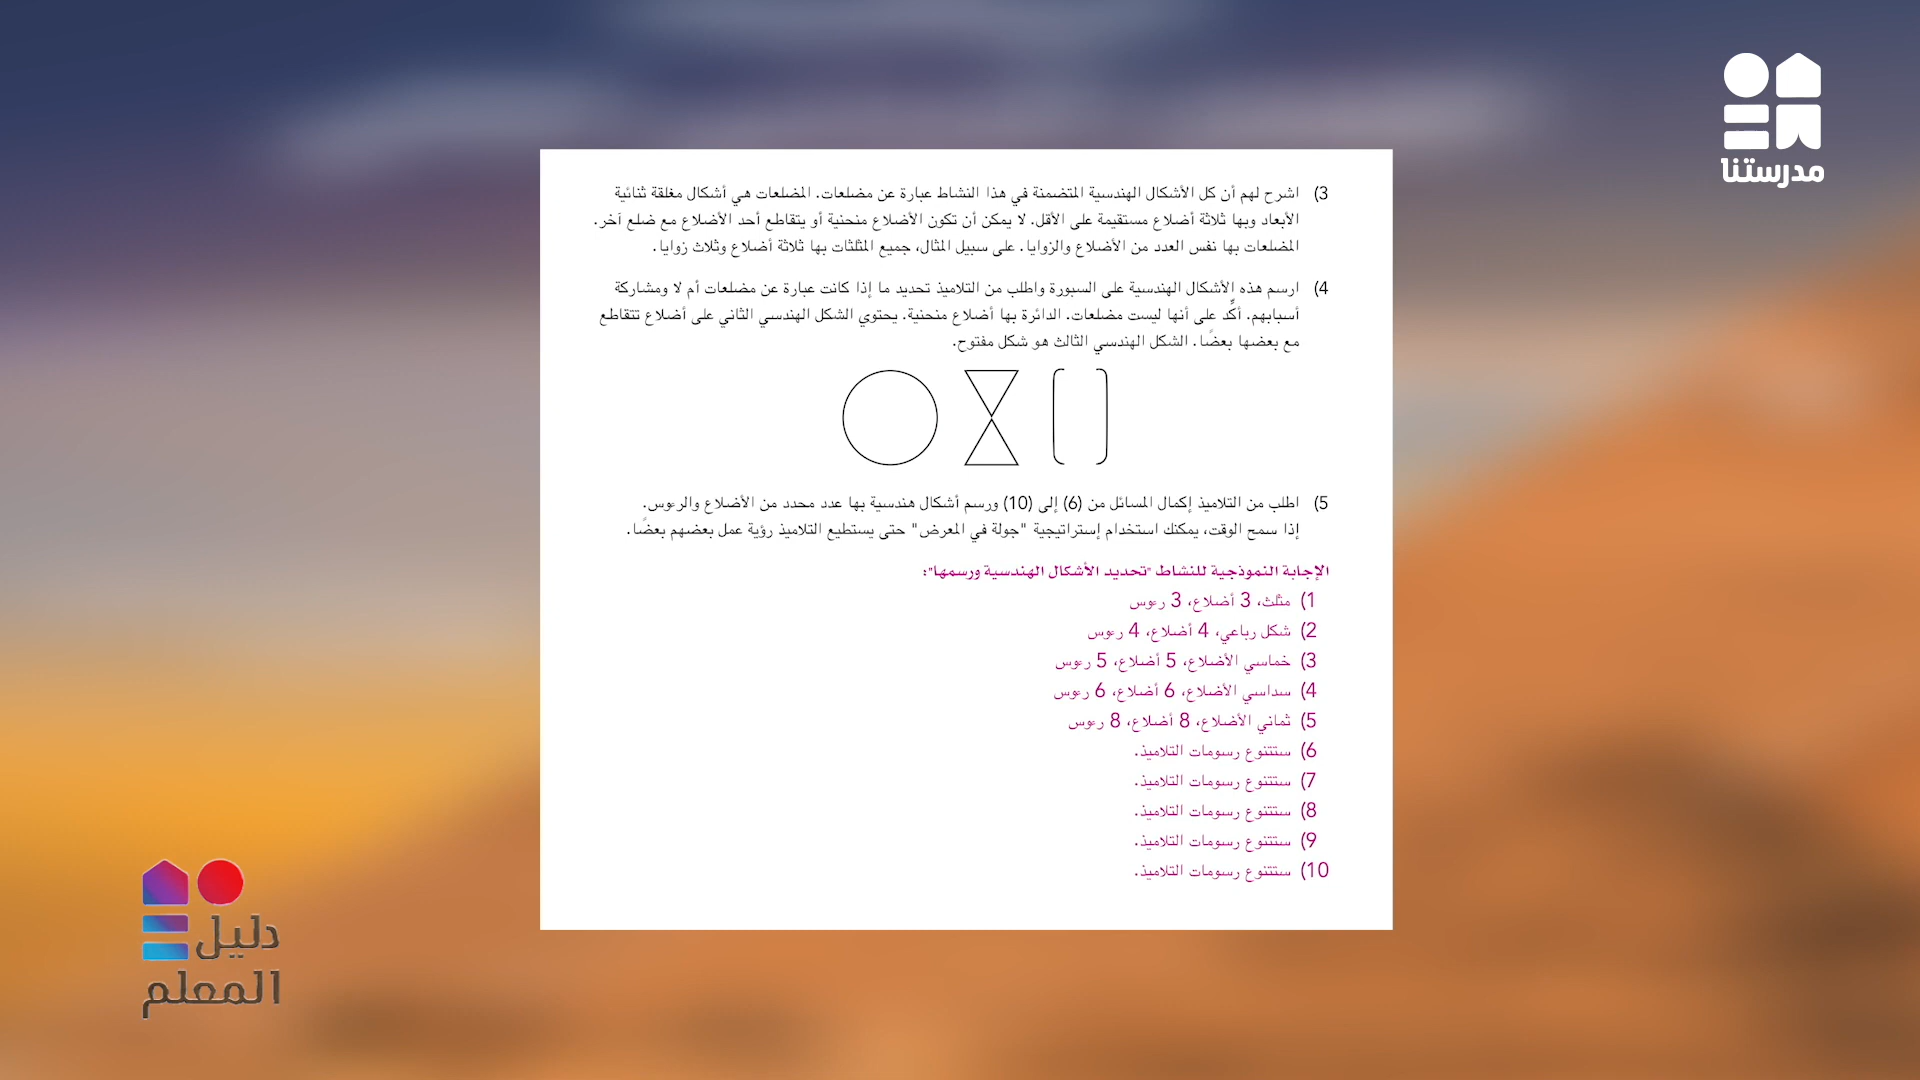 مدرستنا
3) اشرح لهم أن كل الأشكال الهندسية المتضمنة في هذا النشاط عبارة عن مضلعات. المضلعات هي أشكال مغلقة ثنائية
الأبعاد وبها ثلاثة أضلاع مستقيمة على الأقل. لا يمكن أن تكون الأضلاع منحنية أو يتقاطع أحد الأضلاع مع ضلع آخر.
المضلعات بها نفس العدد من الأضلاع والزوايا. على سبيل المثال، جميع المثلثات بها ثلاثة أضلاع وثلاث زوايا.
4) ارسم هذه الأشكال الهندسية على السبورة واطلب من التلاميذ تحديد ما إذا كانت عبارة عن مضلعات أم لا ومشاركة
أسبابهم. أكِّد على أنها ليست مضلعات. الدائرة بها أضلاع منحنية. يحتوي الشكل الهندسي الثاني على أضلاع تتقاطع
مع بعضها بعضًا. الشكل الهندسي الثالث هو شكل مفتوح.
5) اطلب من التلاميذ إكمال المسائل من (6) إلى (10) ورسم أشكال هندسية بها عدد محدد من الأضلاع والرءوس.
إذا سمح الوقت، يمكنك استخدام إستراتيجية "جولة في المعرض" حتى يستطيع التلاميذ رؤية عمل بعضهم بعضًا.
الإجابة النموذجية للنشاط "تحديد الأشكال الهندسية ورسمها":
1) مثلث، 3 أضلاع، 3 رءوس
2) شكل رباعي، 4 أضلاع، 4 رءوس
3) خماسي الأضلاع، 5 أضلاع، 5 رءوس
4) سداسي الأضلاع، 6 أضلاع، 6 رءوس
5) ثماني الأضلاع، 8 أضلاع، 8 رءوس
6) ستتنوع رسومات التلاميذ.
7) ستتنوع رسومات التلاميذ.
8) ستتنوع رسومات التلاميذ.
9) ستتنوع رسومات التلاميذ.
10) ستتنوع رسومات التلاميذ.
دليل
المعلم